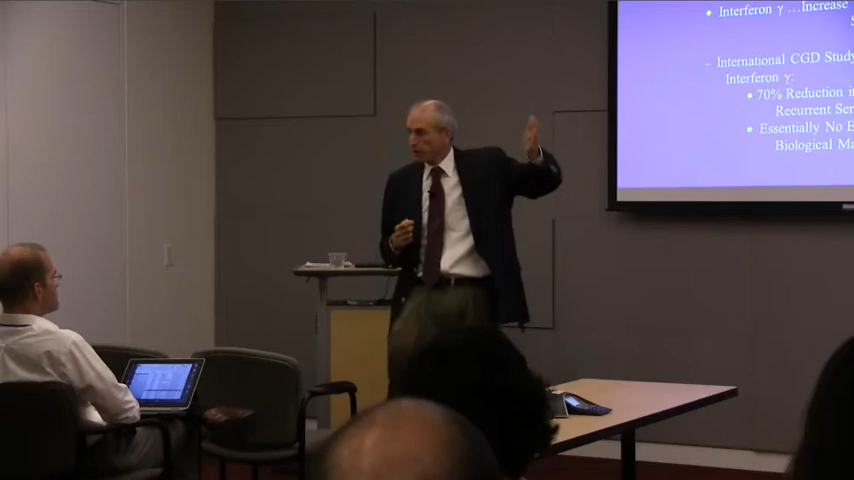 • Interferon γ …Increase
S
– International CGD Study
Interferon γ:
• 70% Reduction i
Recurrent Ser
• Essentially No E
Biological Ma